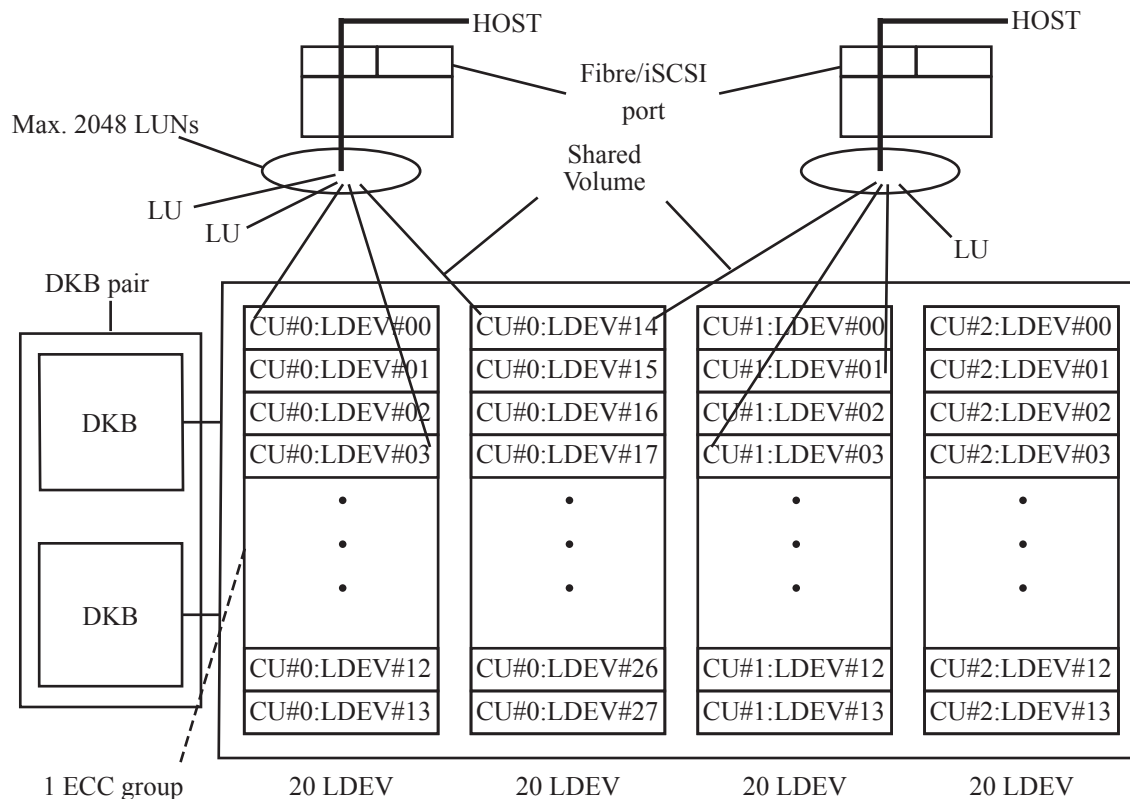 HOST
HOST
Fibre/iSCSI
port
Max. 2048 LUNs
Shared
Volume
LU
LU
LU
DKB pair
DKB
DKB
CU#0:LDEV#00
CU#0:LDEV#01
CU#0:LDEV#02
CU#0:LDEV#03
CU#0:LDEV#12
CU#0:LDEV#13
CU#0:LDEV#14
CU#0:LDEV#15
CU#0:LDEV#16
CU#0:LDEV#17
CU#0:LDEV#26
CU#0:LDEV#27
CU#1:LDEV#00
CU#1:LDEV#01
CU#1:LDEV#02
CU#1:LDEV#03
CU#1:LDEV#12
CU#1:LDEV#13
CU#2:LDEV#00
CU#2:LDEV#01
CU#2:LDEV#02
CU#2:LDEV#03
CU#2:LDEV#12
CU#2:LDEV#13
1 ECC group
20 LDEV
20 LDEV
20 LDEV
20 LDEV